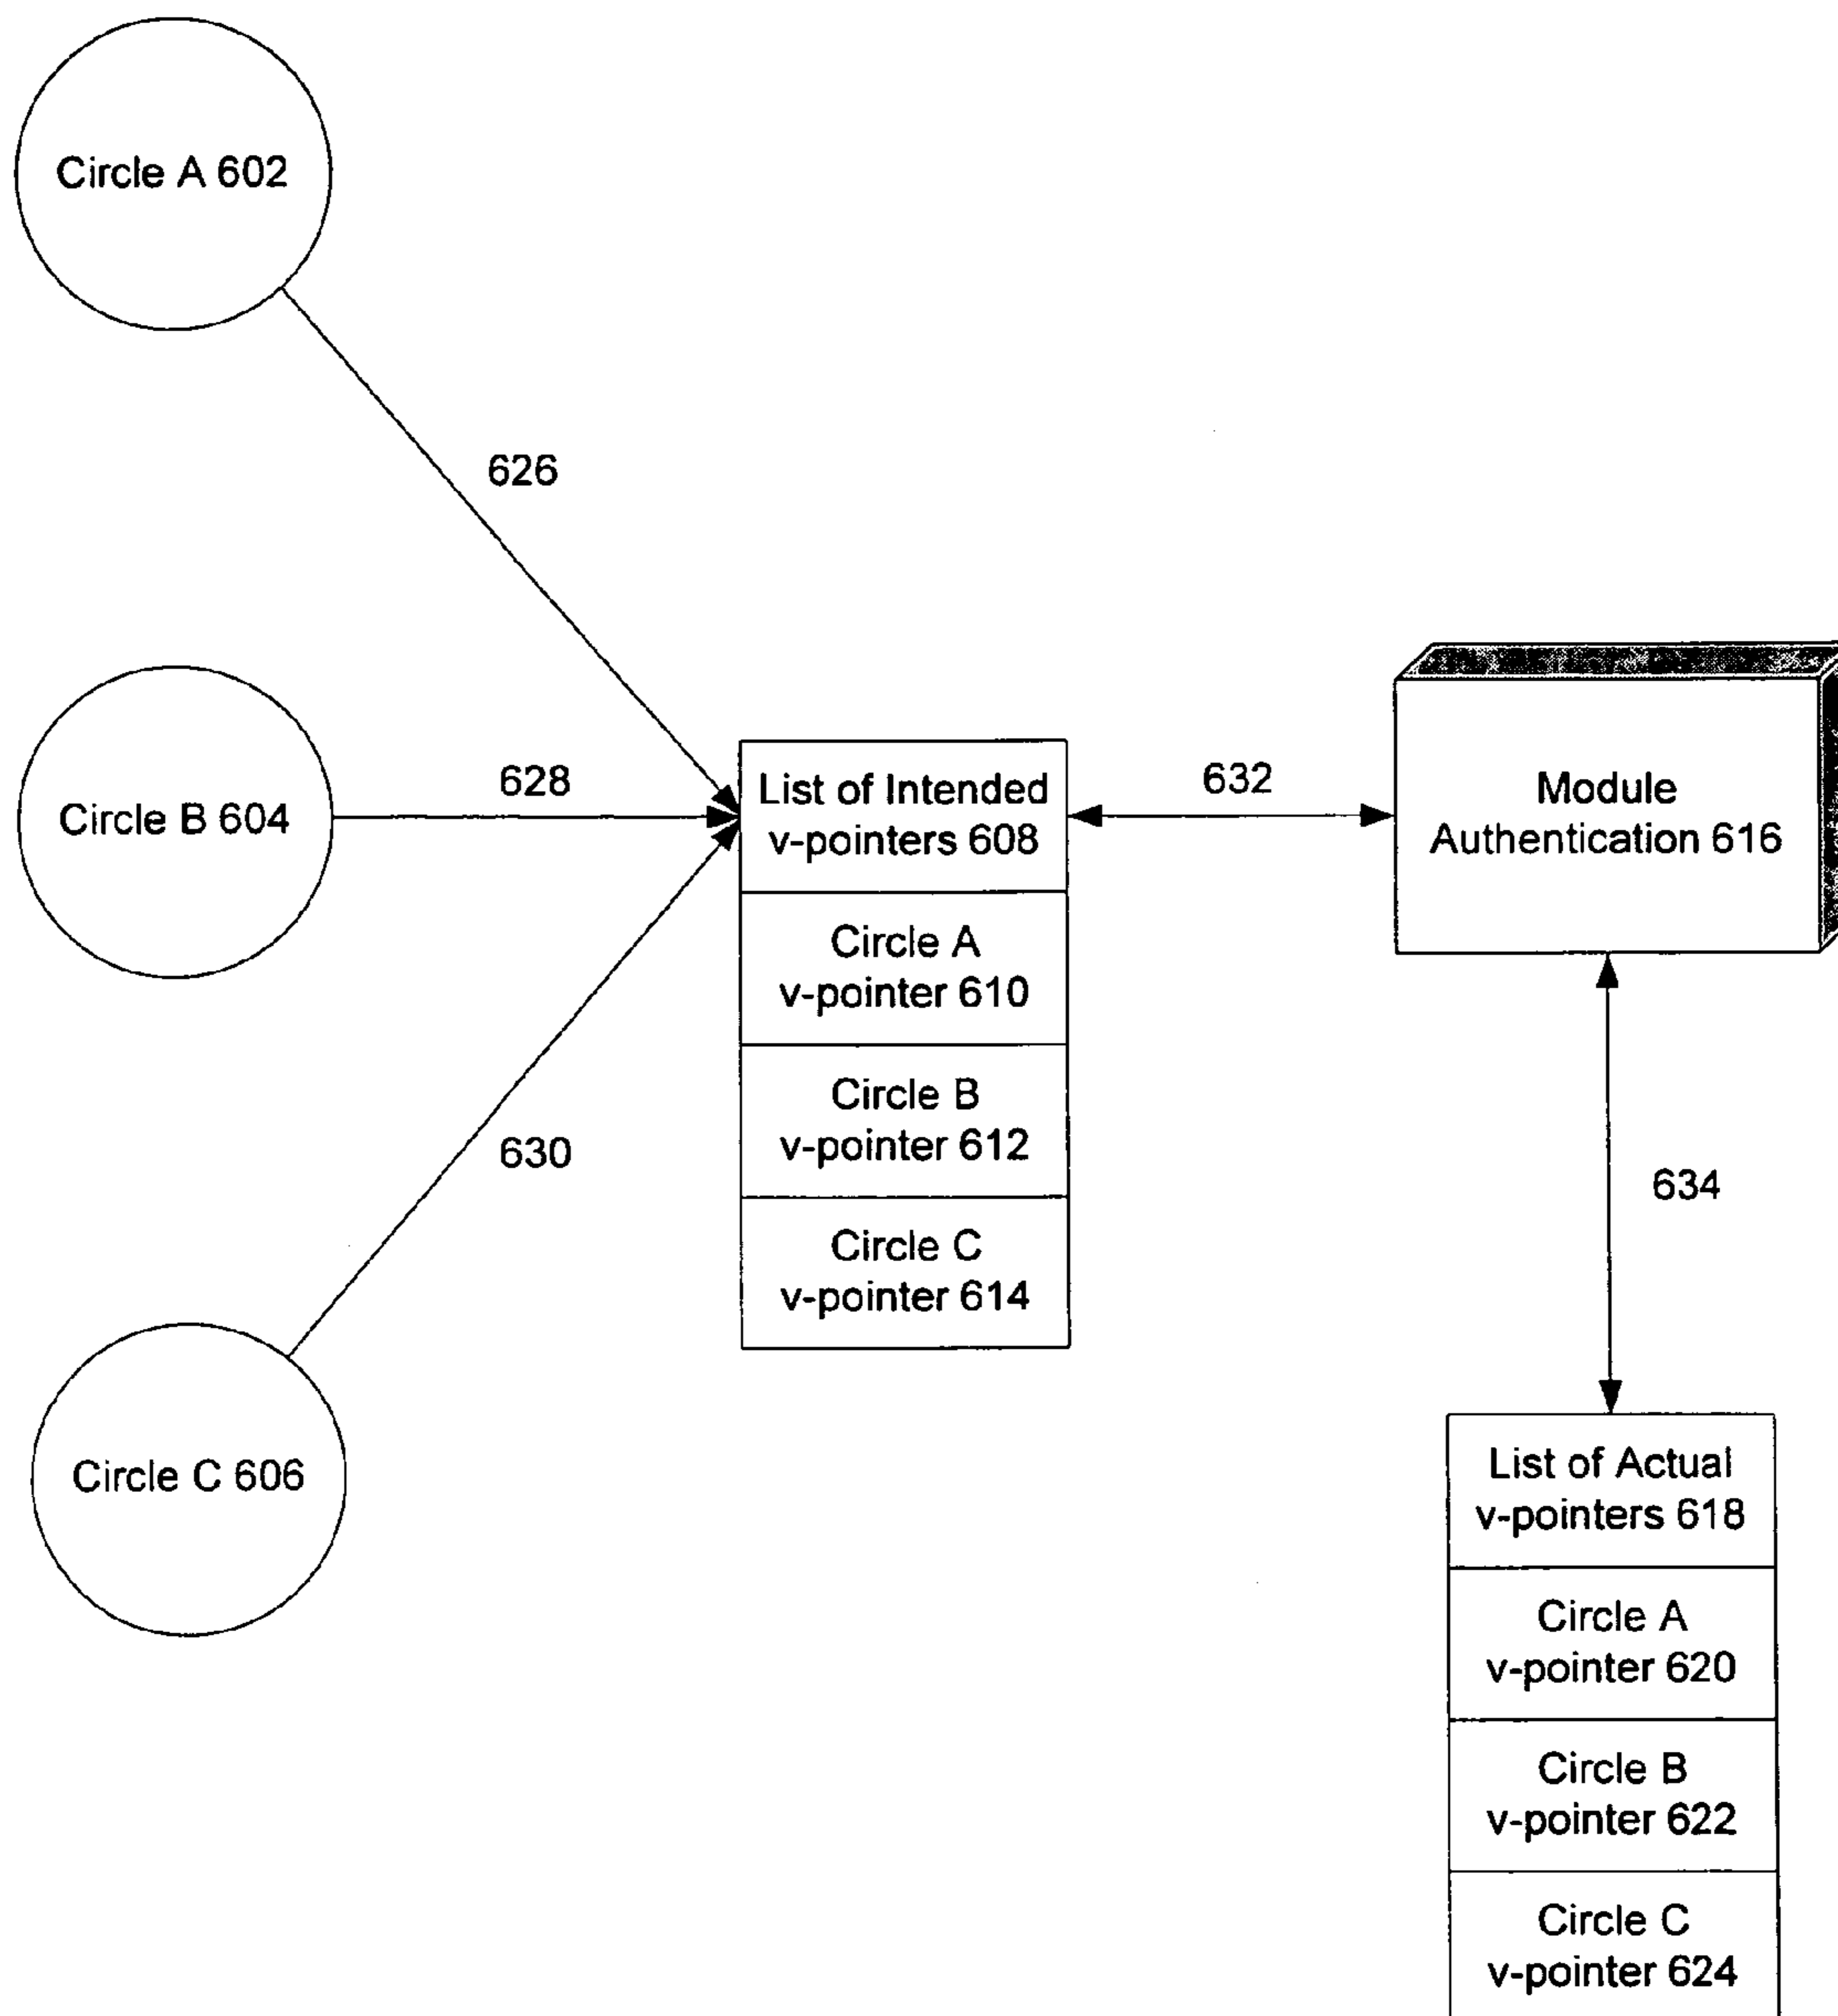 Circle A 602
626
Circle B 604
628
List of Intended
v-pointers 608
632
Module
Authentication 616
Circle A
v-pointer 610
Circle B
v-pointer 612
630
634
Circle C
v-pointer 614
Circle C 606
List of Actual
v-pointers 618
Circle A
v-pointer 620
Circle B
v-pointer 622
Circle C
v-pointer 624